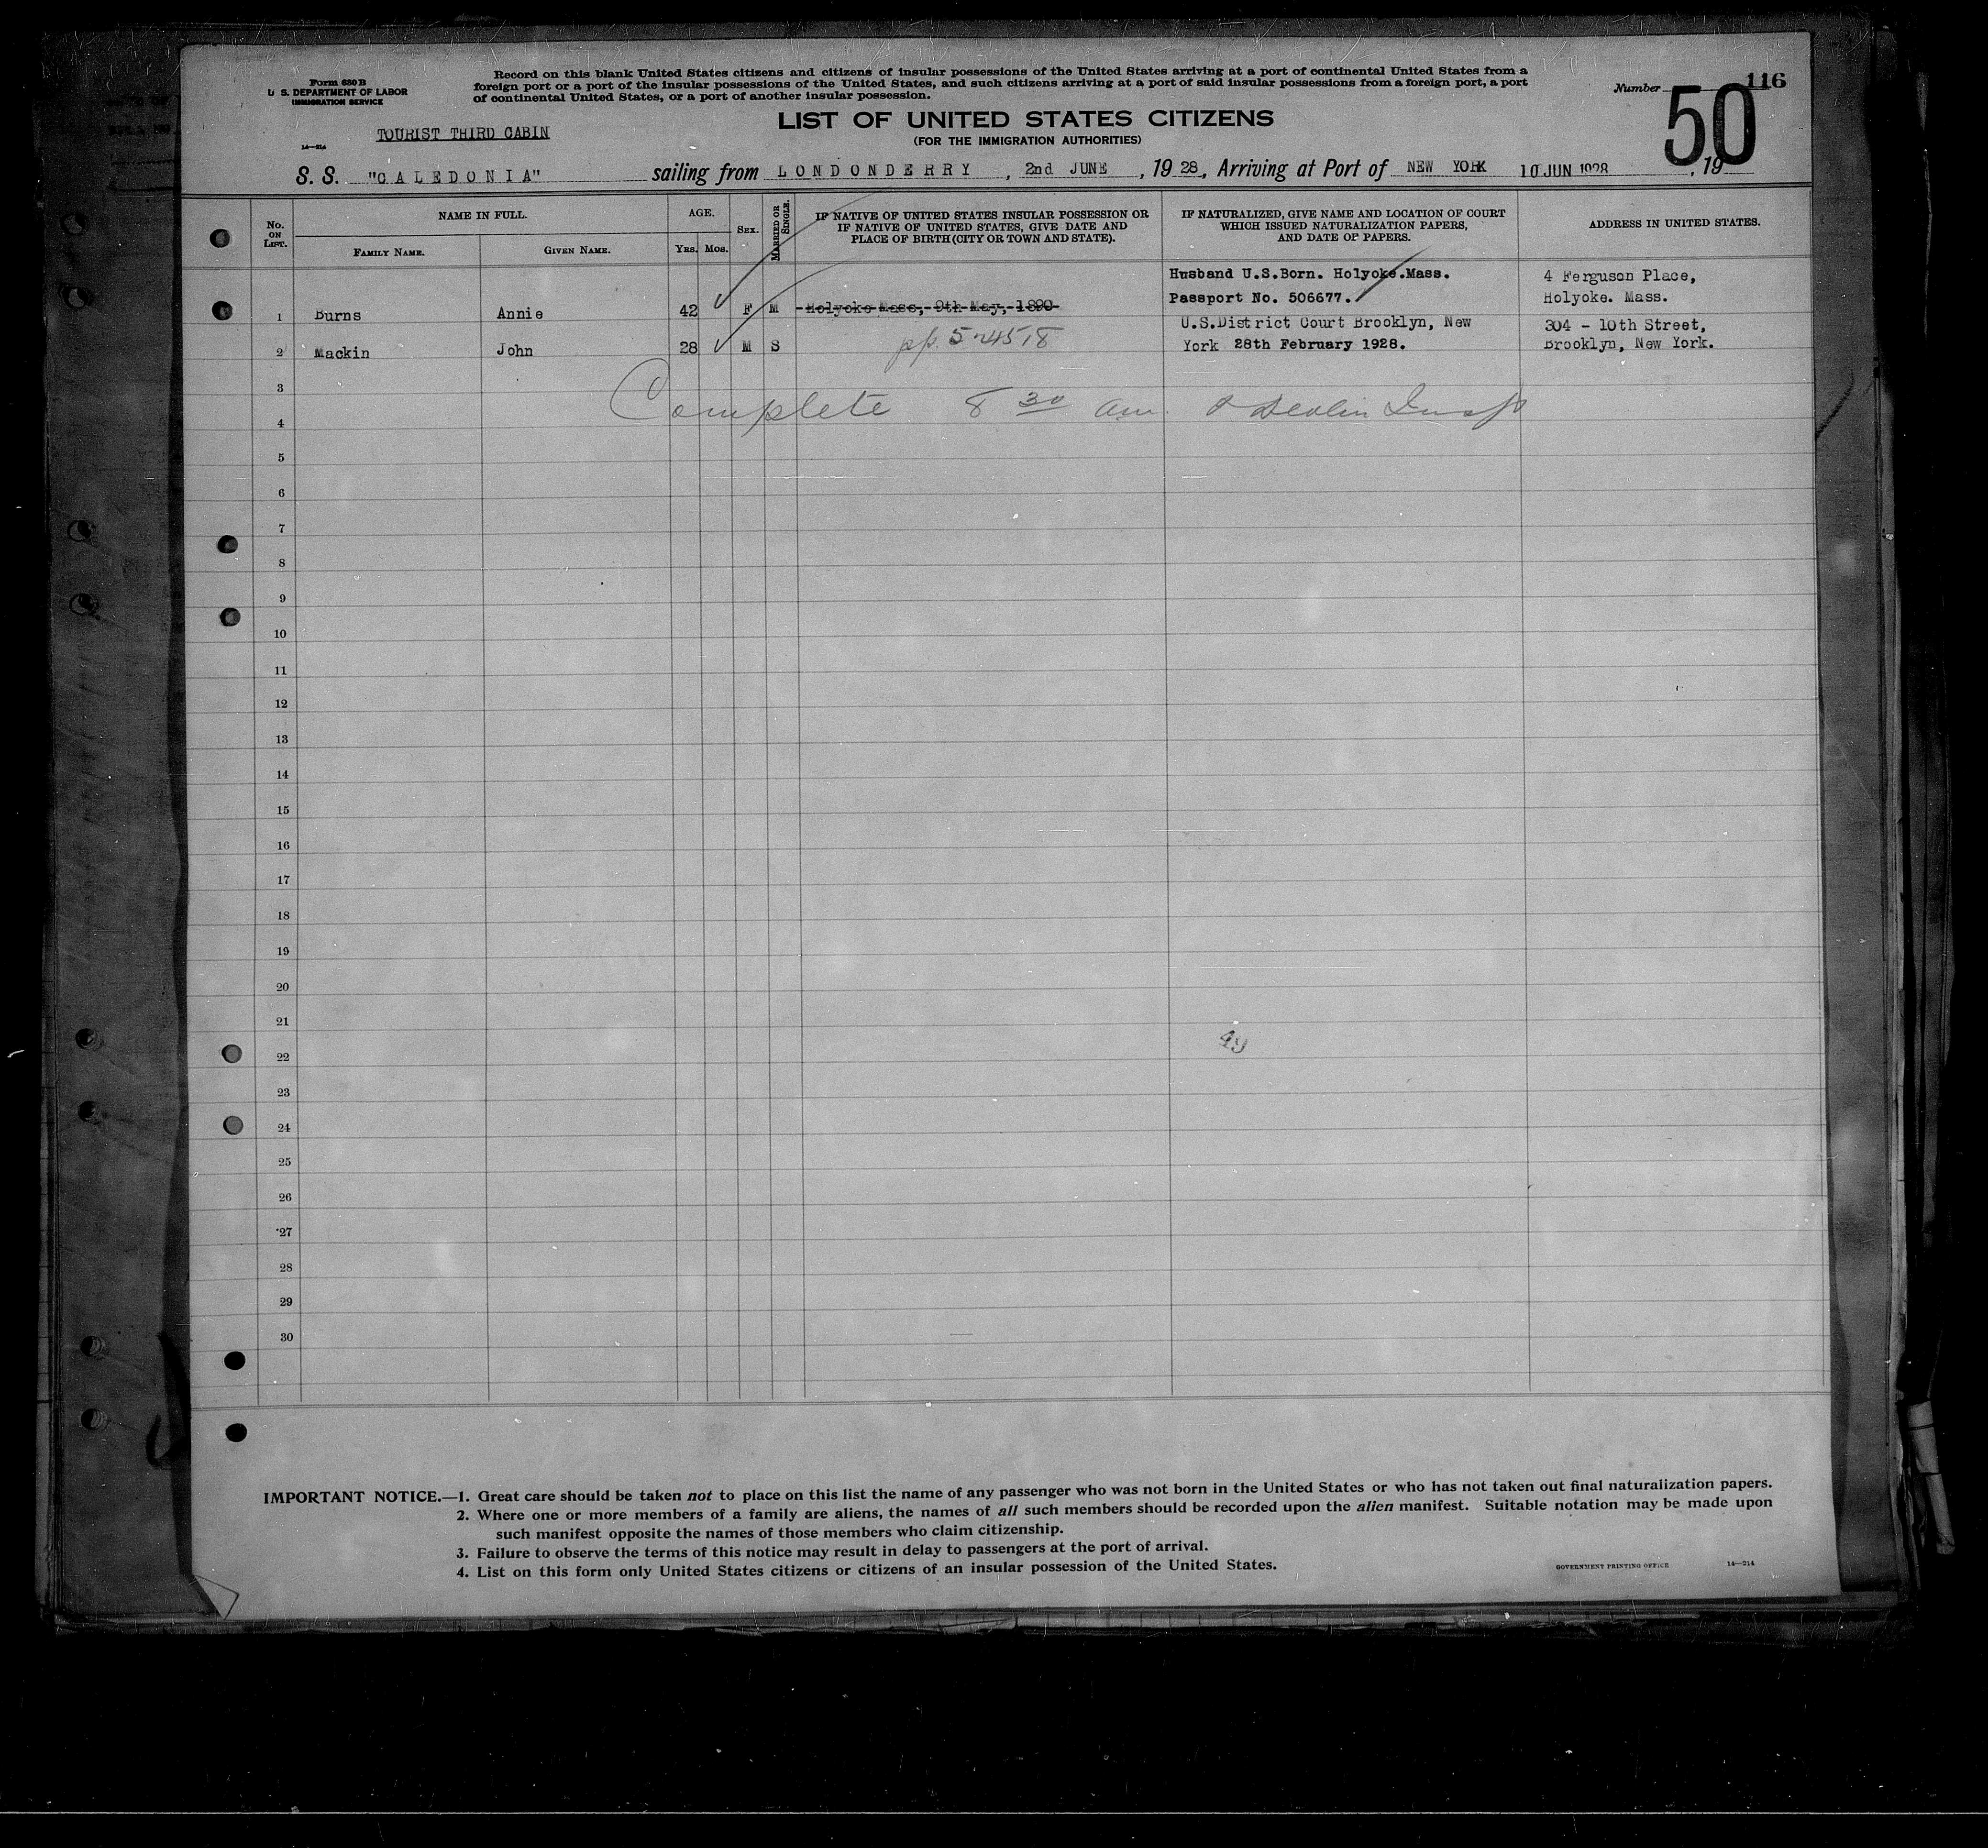 Form 630 B
U. S. DEPARTMENT OF LABOR
IMMIGRATION SERVICE
Record on this blank United States citizens and citizens of insular possessions of the United States arriving at a port of continental United States from a
foreign port or a port of the insular possessions of the United States, and such citizens arriving at a port of said insular possessions from a foreign port, a port
of continental United States, or a port of another insular possession.
Number 116
50
TOURIST THIRD CABIN
14—214
LIST OF UNITED STATES CITIZENS
(FOR THE IMMIGRATION AUTHORITIES)
S. S. "CALEDONIA" sailing from LONDONDERRY, 2nd JUNE, 1928, Arriving at Port of NEW YORK 10 JUN 1928, 19
No. ON LIST.
NAME IN FULL.
FAMILY NAME.
GIVEN NAME.
AGE.
YRS. MOS.
SEX.
MARRIED OR SINGLE.
IF NATIVE OF UNITED STATES INSULAR POSSESSION OR
IF NATIVE OF UNITED STATES, GIVE DATE AND
PLACE OF BIRTH (CITY OR TOWN AND STATE).
IF NATURALIZED, GIVE NAME AND LOCATION OF COURT
WHICH ISSUED NATURALIZATION PAPERS,
AND DATE OF PAPERS.
ADDRESS IN UNITED STATES.
Husband U.S.Born. Holyoke.Mass. 4 Ferguson Place,
Passport No. 506677. Holyoke. Mass.
1 Burns Annie 42 F M Holyoke Mass, 9th May, 1890
U.S.District Court Brooklyn, New 304 - 10th Street,
2 Mackin John 28 M S York 28th February 1928. Brooklyn, New York.
3
Complete 8 30 am. Devlin Insp
4
5
6
7
8
9
10
11
12
13
14
15
16
17
18
19
20
21
49
22
23
24
25
26
27
28
29
30
IMPORTANT NOTICE.—1. Great care should be taken not to place on this list the name of any passenger who was not born in the United States or who has not taken out final naturalization papers.
2. Where one or more members of a family are aliens, the names of all such members should be recorded upon the alien manifest. Suitable notation may be made upon
such manifest opposite the names of those members who claim citizenship.
3. Failure to observe the terms of this notice may result in delay to passengers at the port of arrival.
4. List on this form only United States citizens or citizens of an insular possession of the United States.
GOVERNMENT PRINTING OFFICE 14—214